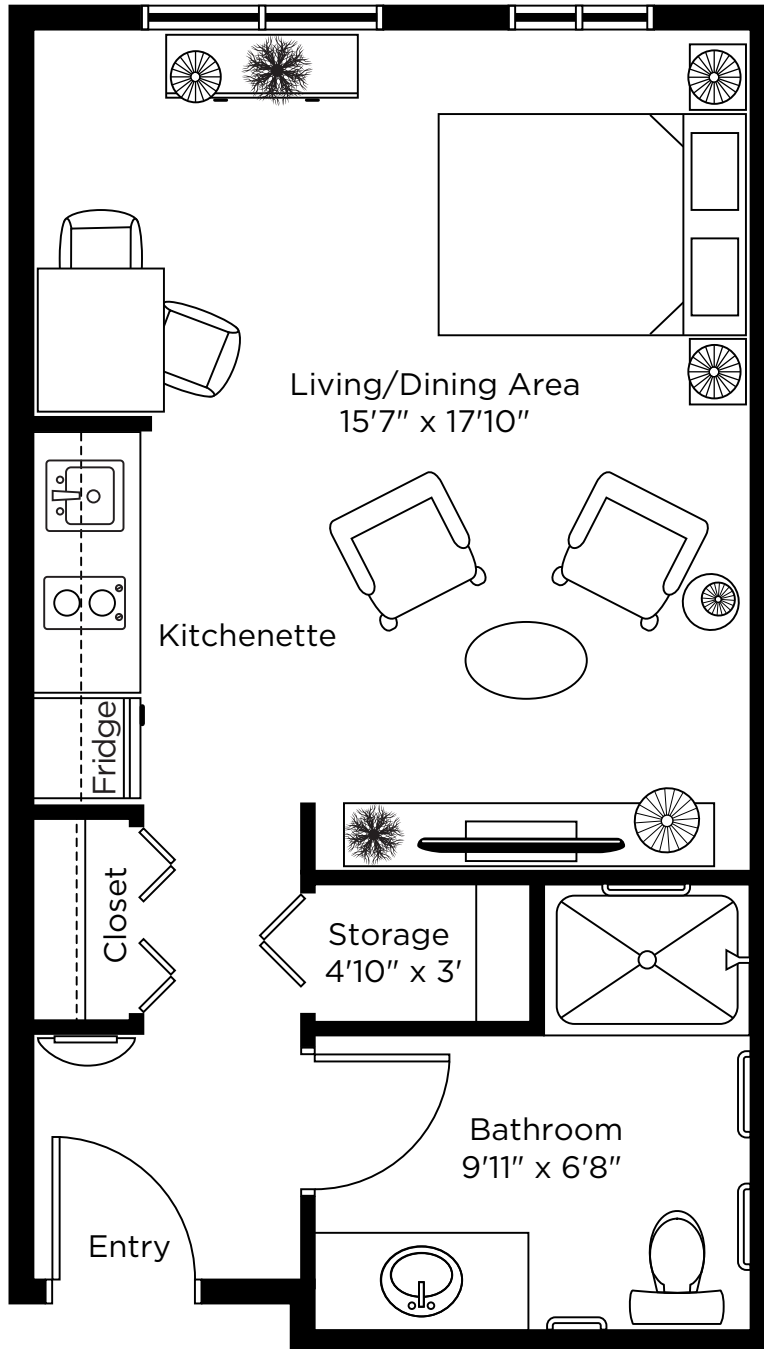 Living/Dining Area
15'7" x 17'10"
Kitchenette
Fridge
Closet
Storage
4'10" x 3'
Bathroom
9'11" x 6'8"
Entry